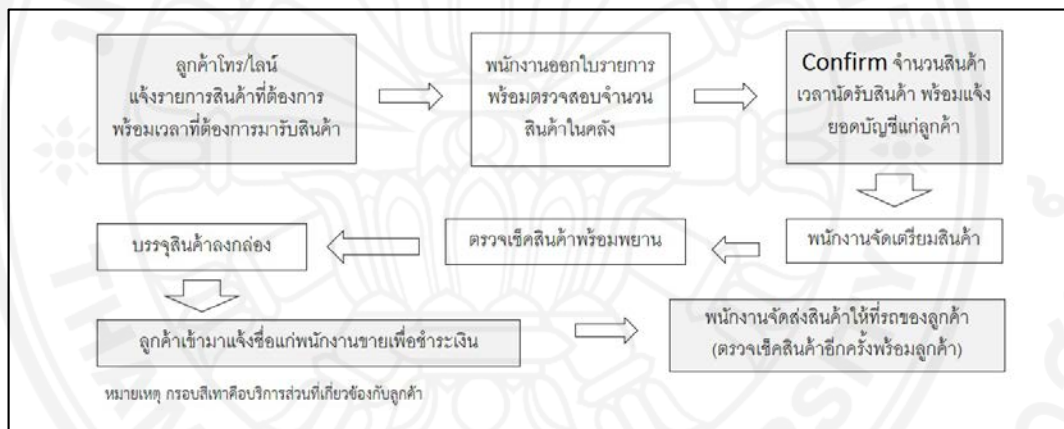 ลูกค้าโทร/ไลน์
แจ้งรายการสินค้าที่ต้องการ
พร้อมเวลาที่ต้องการมารับสินค้า
พนักงานออกใบรายการ
พร้อมตรวจสอบจำนวน
สินค้าในคลัง
Confirm จำนวนสินค้า
เวลานัดรับสินค้า พร้อมแจ้ง
ยอดบัญชีแก่ลูกค้า
พนักงานจัดเตรียมสินค้า
ตรวจเช็คสินค้าพร้อมพยาน
บรรจุสินค้าลงกล่อง
ลูกค้าเข้ามาแจ้งชื่อแก่พนักงานขายเพื่อชำระเงิน
พนักงานจัดส่งสินค้าให้ที่รถของลูกค้า
(ตรวจเช็คสินค้าอีกครั้งพร้อมลูกค้า)
หมายเหตุ กรอบสีเทาคือบริการส่วนที่เกี่ยวข้องกับลูกค้า